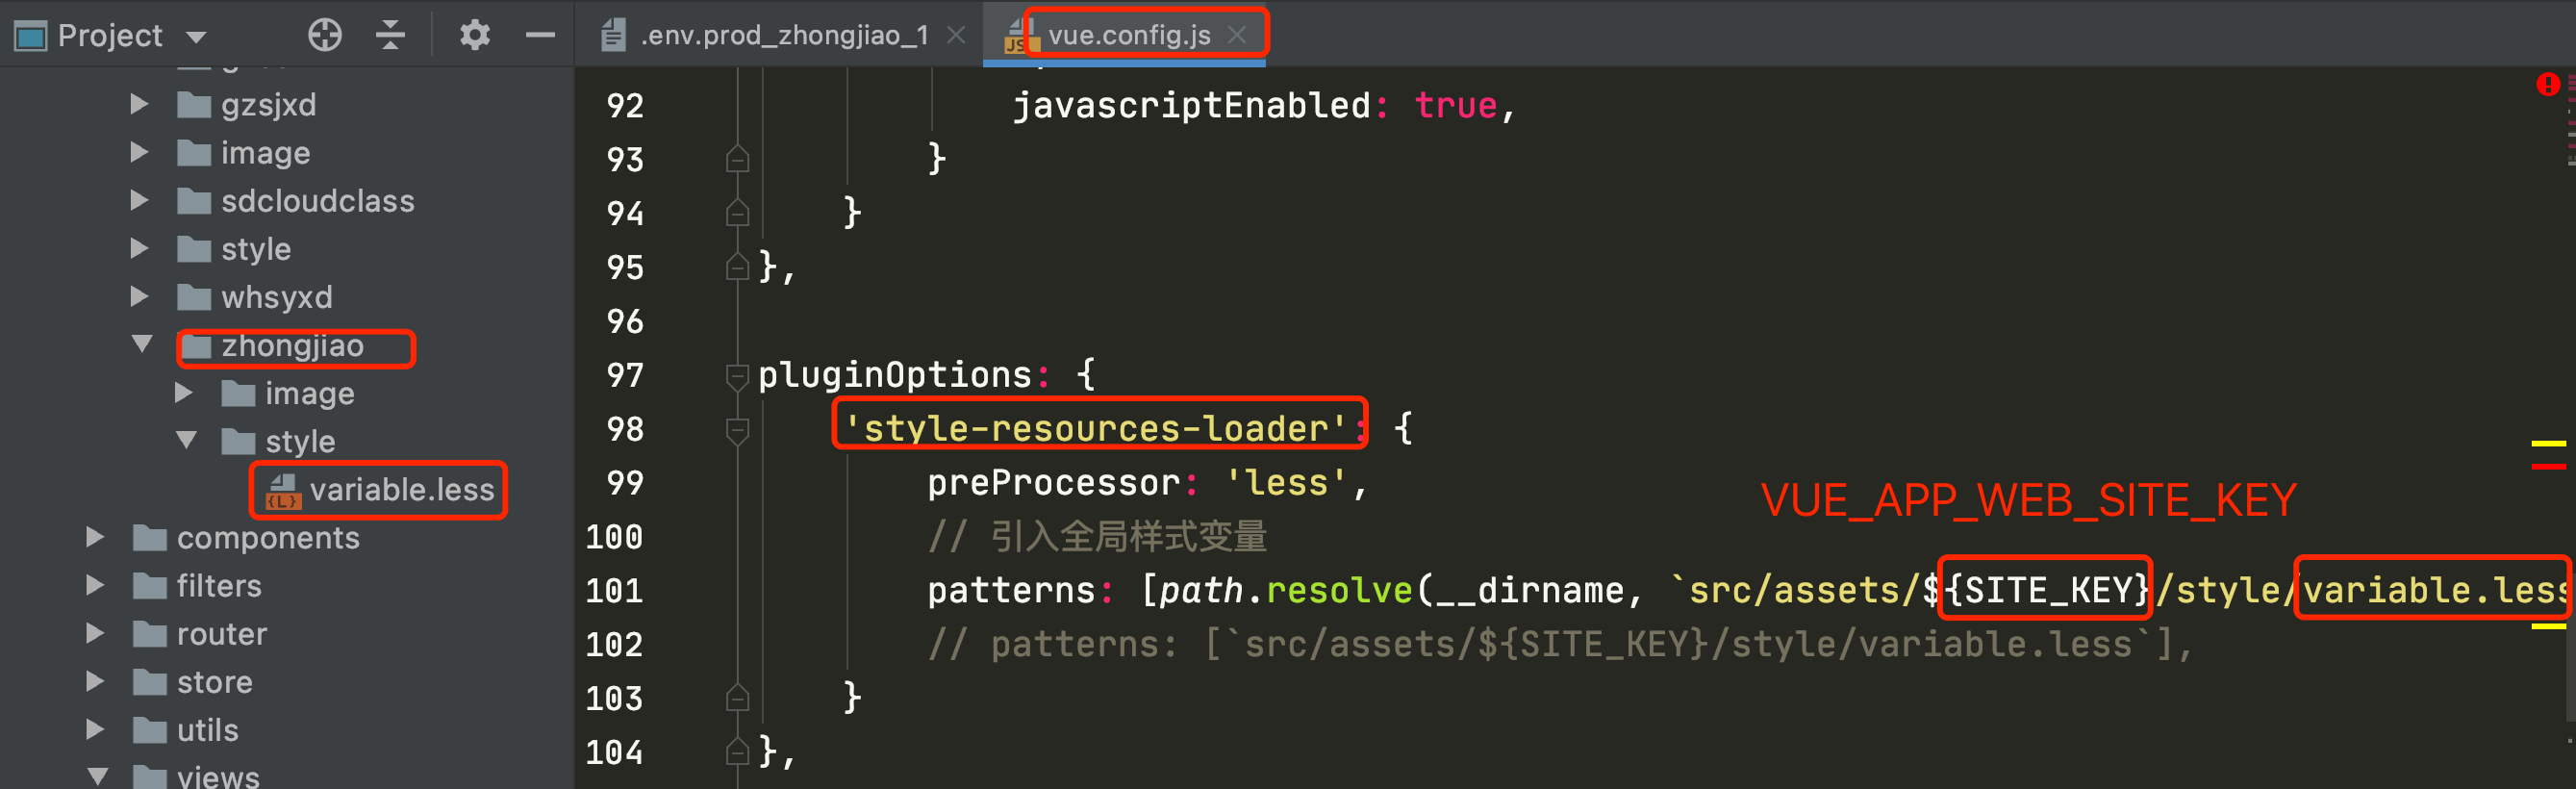 Project
.env.prod_zhongjiao_1
vue.config.js
gzsjxd
image
sdcloudclass
style
whsyxd
zhongjiao
image
style
variable.less
components
filters
router
store
utils
views
92 javascriptEnabled: true,
93 }
94 }
95 },
96
97 pluginOptions: {
98 'style-resources-loader': {
99 preProcessor: 'less',
VUE_APP_WEB_SITE_KEY
100 // 引入全局样式变量
101 patterns: [path.resolve(__dirname, `src/assets/${SITE_KEY}/style/variable.less
102 // patterns: [`src/assets/${SITE_KEY}/style/variable.less`],
103 }
104 },